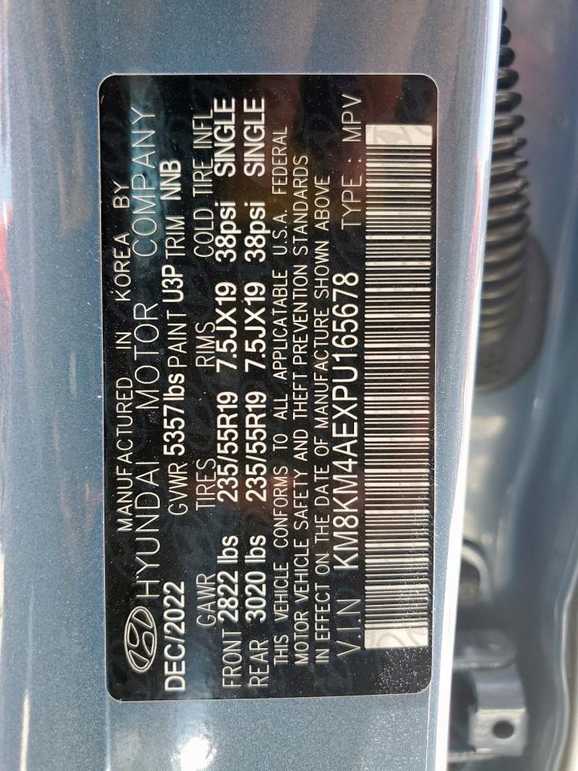 MANUFACTURED IN KOREA BY
HYUNDAI MOTOR COMPANY
DEC/2022 GVWR 5357lbs PAINT U3P TRIM NNB
GAWR TIRES RIMS COLD TIRE INFL
FRONT 2822 lbs 235/55R19 7.5JX19 38psi SINGLE
REAR 3020 lbs 235/55R19 7.5JX19 38psi SINGLE
THIS VEHICLE CONFORMS TO ALL APPLICATABLE U.S.A. FEDERAL
MOTOR VEHICLE SAFETY AND THEFT PREVENTION STANDARDS
IN EFFECT ON THE DATE OF MANUFACTURE SHOWN ABOVE
V.I.N KM8KM4AEXPU165678 TYPE : MPV